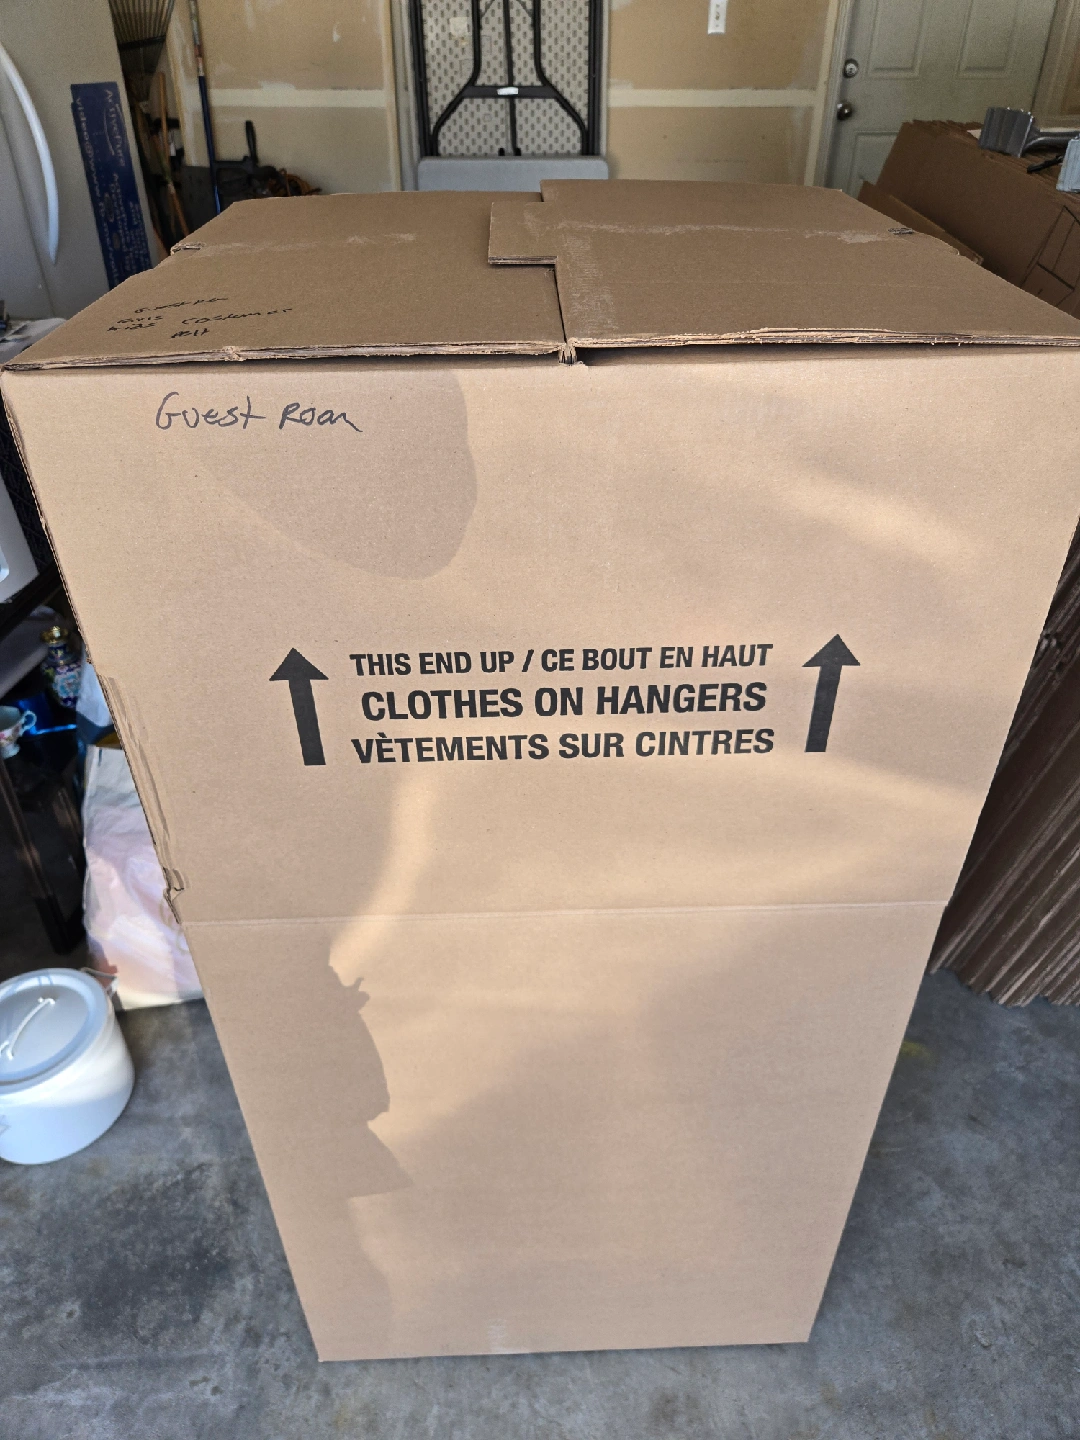 Guest Room
THIS END UP / CE BOUT EN HAUT
CLOTHES ON HANGERS
VÈTEMENTS SUR CINTRES